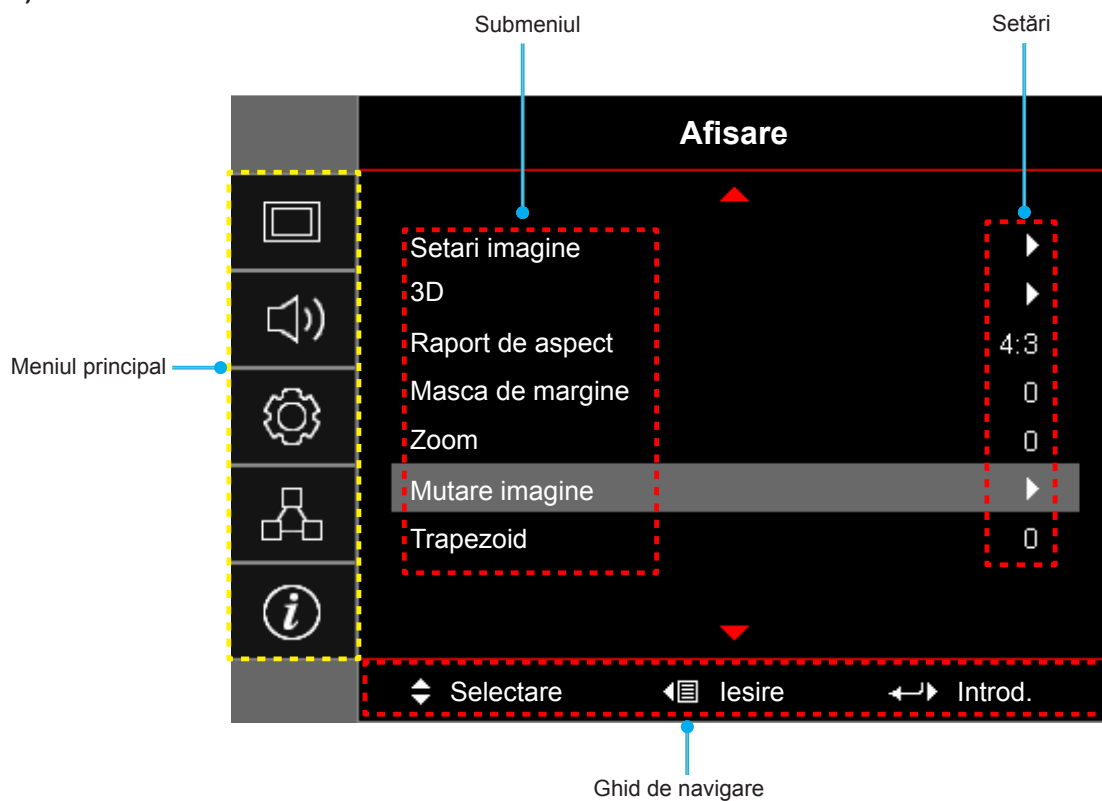 Submeniul
Setări
Afisare
Setari imagine
3D
Raport de aspect
4:3
Meniul principal
Masca de margine
0
Zoom
0
Mutare imagine
Trapezoid
0
Selectare
Iesire
Introd.
Ghid de navigare